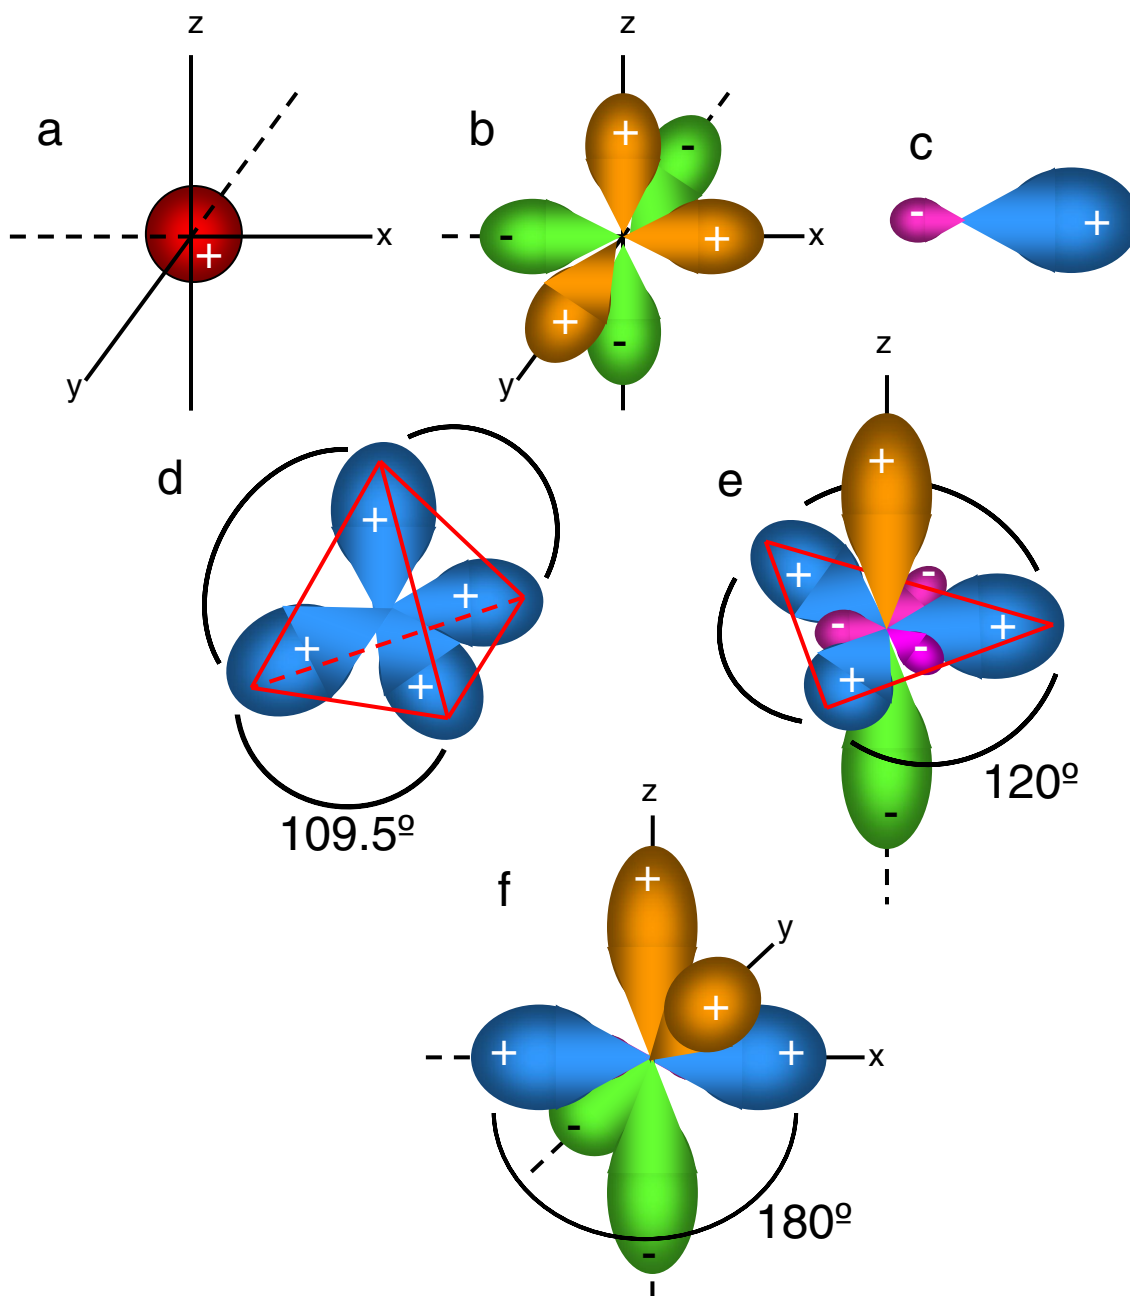 a
z
x
y
+
b
z
x
y
+
-
-
+
+
-
c
-
+
d
+
+
+
+
109.5º
e
z
+
+
-
-
+
-
+
-
120º
f
z
y
x
+
+
+
+
-
-
180º